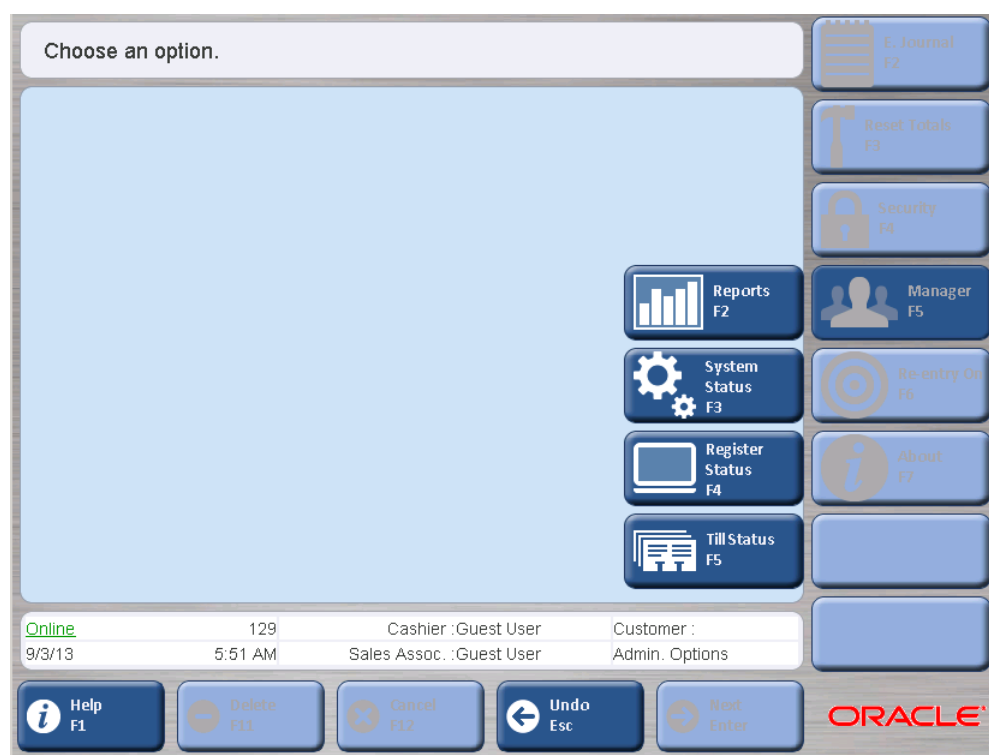 Choose an option.
E. Journal
F2
Reset Totals
F3
Security
F4
Manager
F5
Re-entry On
F6
About
F7
Reports
F2
System
Status
F3
Register
Status
F4
Till Status
F5
Online 129 Cashier :Guest User Customer :
9/3/13 5:51 AM Sales Assoc. :Guest User Admin. Options
Help
F1
Delete
F11
Cancel
F12
Undo
Esc
Next
Enter
ORACLE